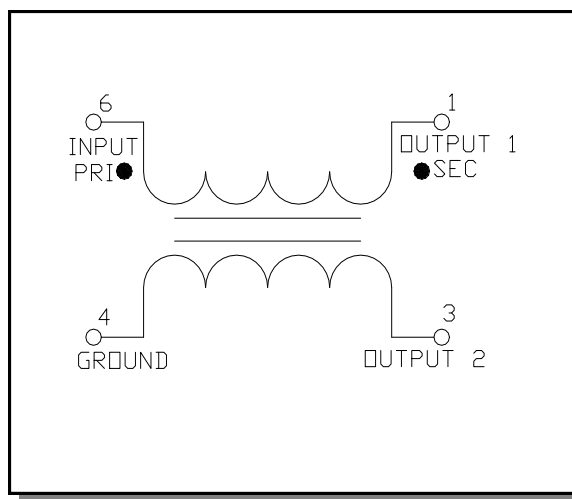 6
1
INPUT
OUTPUT 1
PRI
SEC
4
3
GROUND
OUTPUT 2